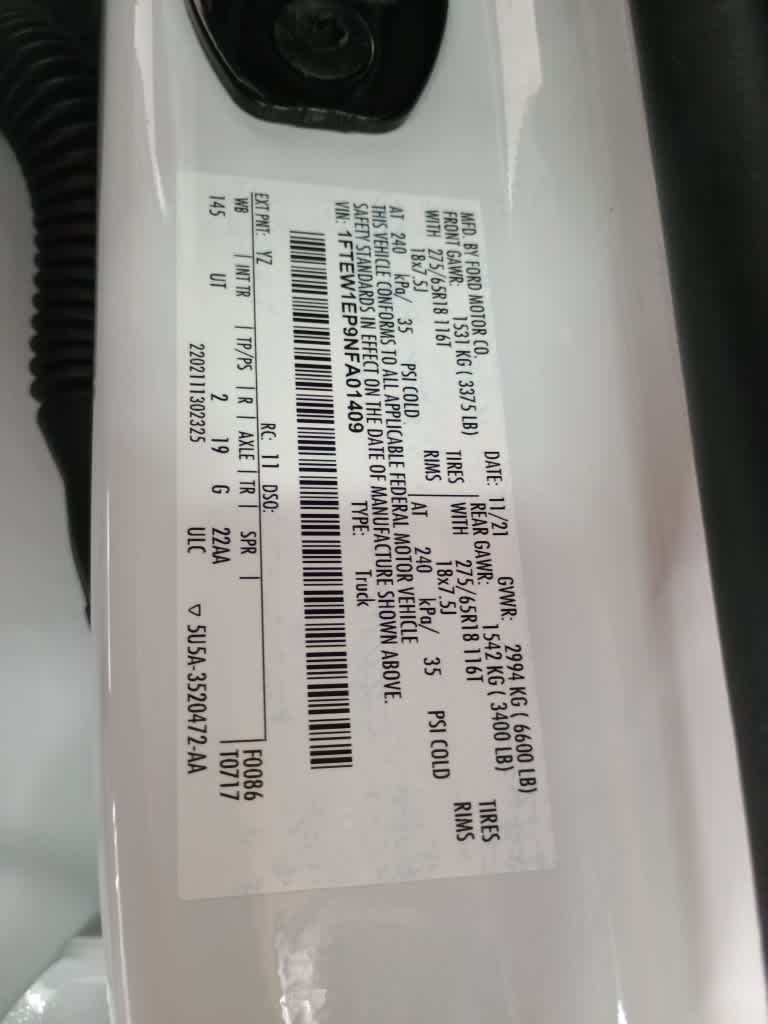 MFD. BY FORD MOTOR CO.
DATE: 11/21 GVWR: 2994 KG ( 6600 LB)
FRONT GAWR: 1531 KG ( 3375 LB) REAR GAWR: 1542 KG ( 3400 LB)
WITH 275/65R18 116T TIRES WITH 275/65R18 116T TIRES
18x7.5J RIMS 18x7.5J RIMS
AT 240 kPa/ 35 PSI COLD AT 240 kPa/ 35 PSI COLD
THIS VEHICLE CONFORMS TO ALL APPLICABLE FEDERAL MOTOR VEHICLE
SAFETY STANDARDS IN EFFECT ON THE DATE OF MANUFACTURE SHOWN ABOVE.
VIN: 1FTEW1EP9NFA01409 TYPE: Truck
EXT PNT: YZ RC: 11 DSO: F0086
WB | INT TR | TP/PS | R | AXLE | TR | SPR | T0717
145 UT 2 19 G 22AA
2202111302325 ULC ▽ 5U5A-3520472-AA